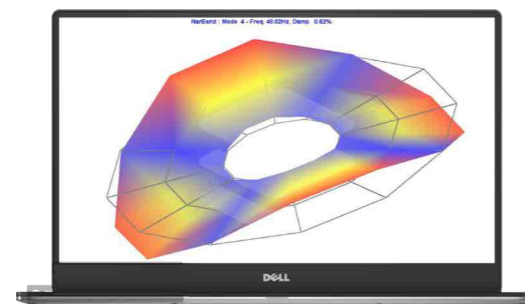 NarBand : Mode 4 - Freq. 48.02Hz, Damp. 0.52%
DELL